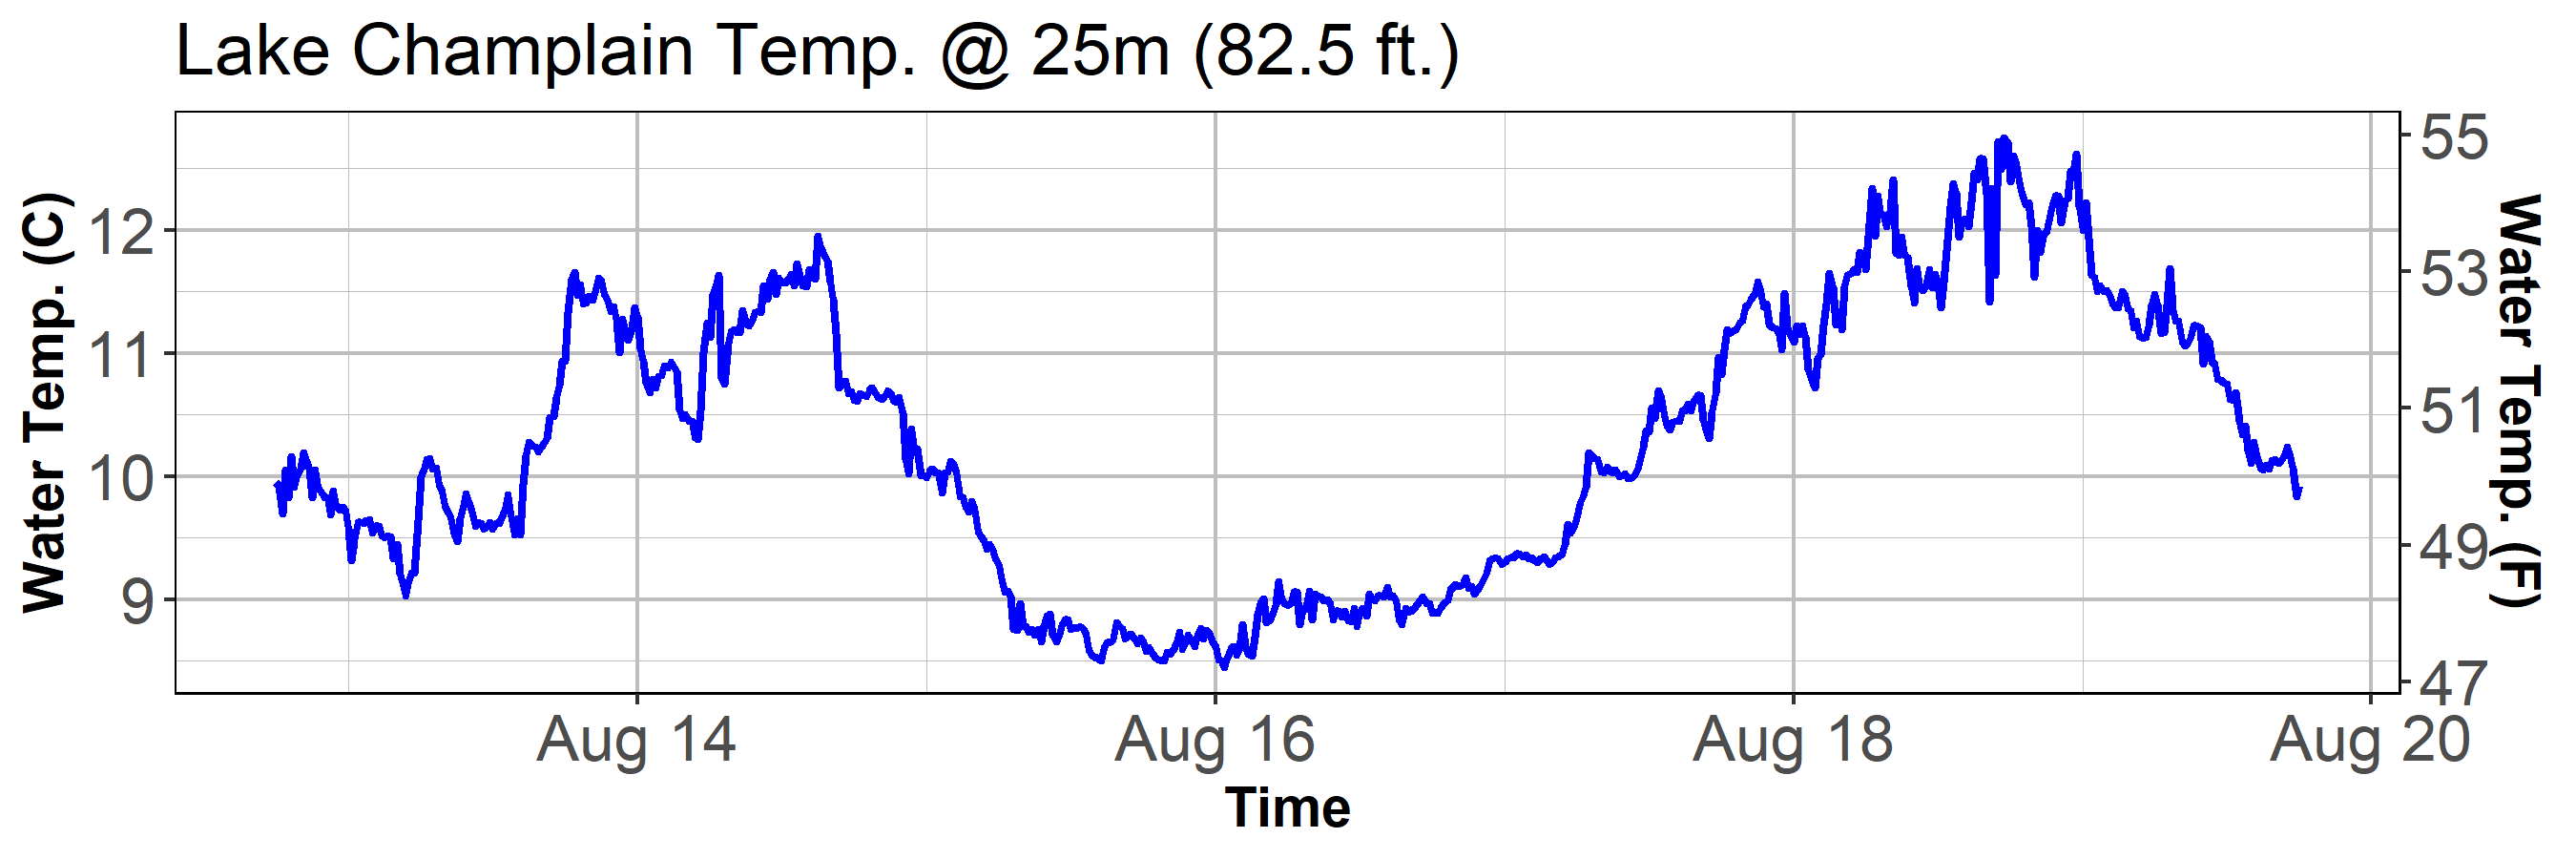 Lake Champlain Temp. @ 25m (82.5 ft.)
Water Temp. (C)
12
11
10
9
55
53
51
49
47
Water Temp. (F)
Aug 14 Aug 16 Aug 18 Aug 20
Time